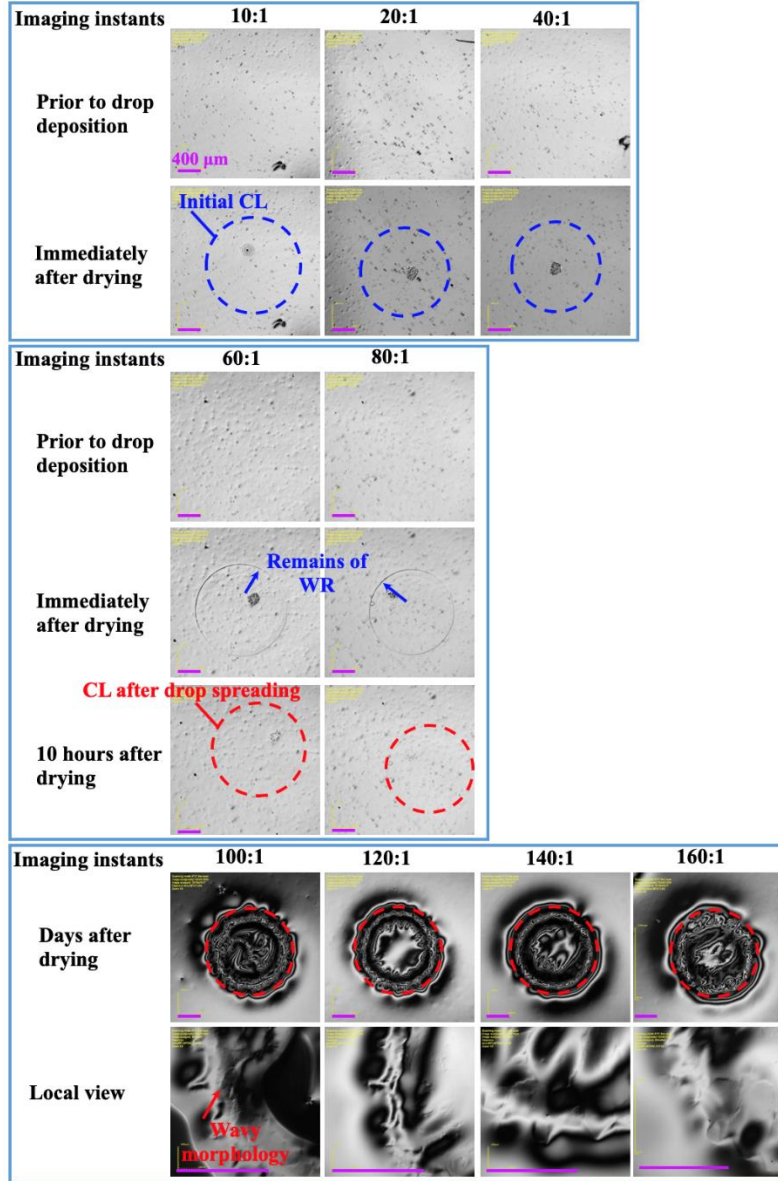 Imaging instants 10:1 20:1 40:1
Prior to drop
deposition
400 μm
Initial CL
Immediately
after drying
Imaging instants 60:1 80:1
Prior to drop
deposition
Immediately
after drying
Remains of
WR
CL after drop spreading
10 hours after
drying
Imaging instants 100:1 120:1 140:1 160:1
Days after
drying
Local view
Wavy
morphology